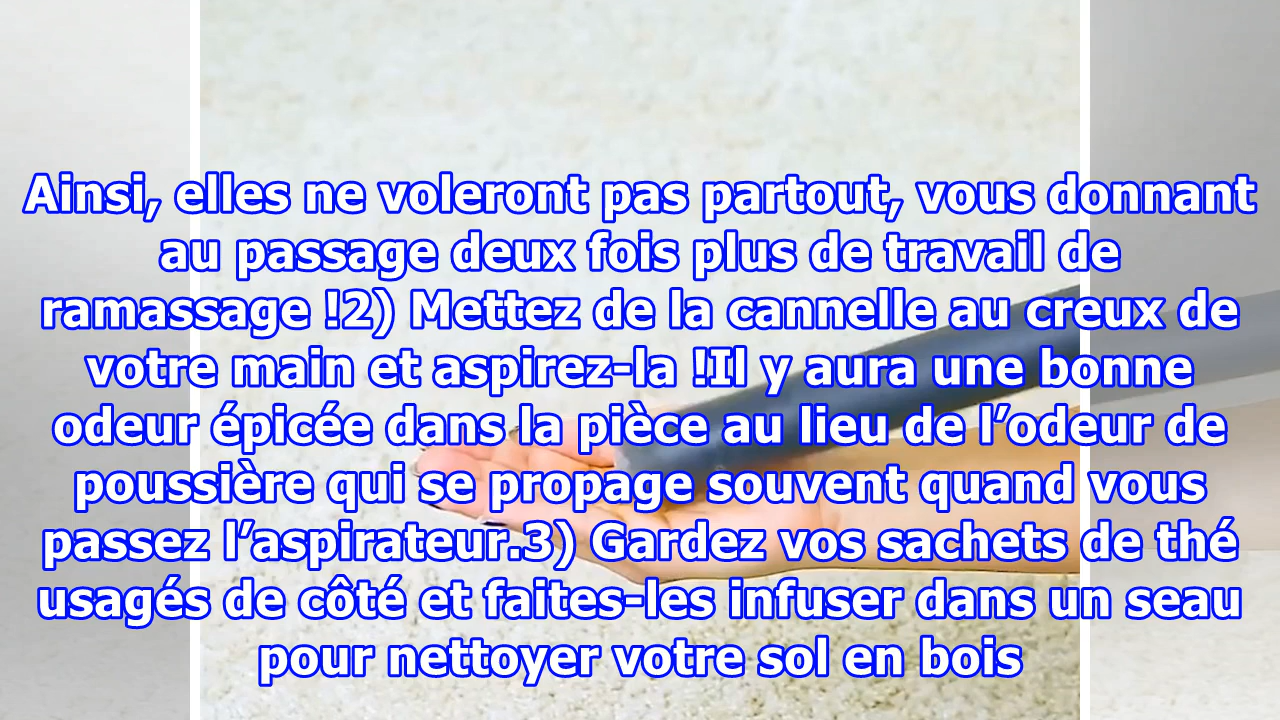 Ainsi, elles ne voleront pas partout, vous donnant
au passage deux fois plus de travail de
ramassage !2) Mettez de la cannelle au creux de
votre main et aspirez-la !Il y aura une bonne
odeur épicée dans la pièce au lieu de l’odeur de
poussière qui se propage souvent quand vous
passez l’aspirateur.3) Gardez vos sachets de thé
usagés de côté et faites-les infuser dans un seau
pour nettoyer votre sol en bois